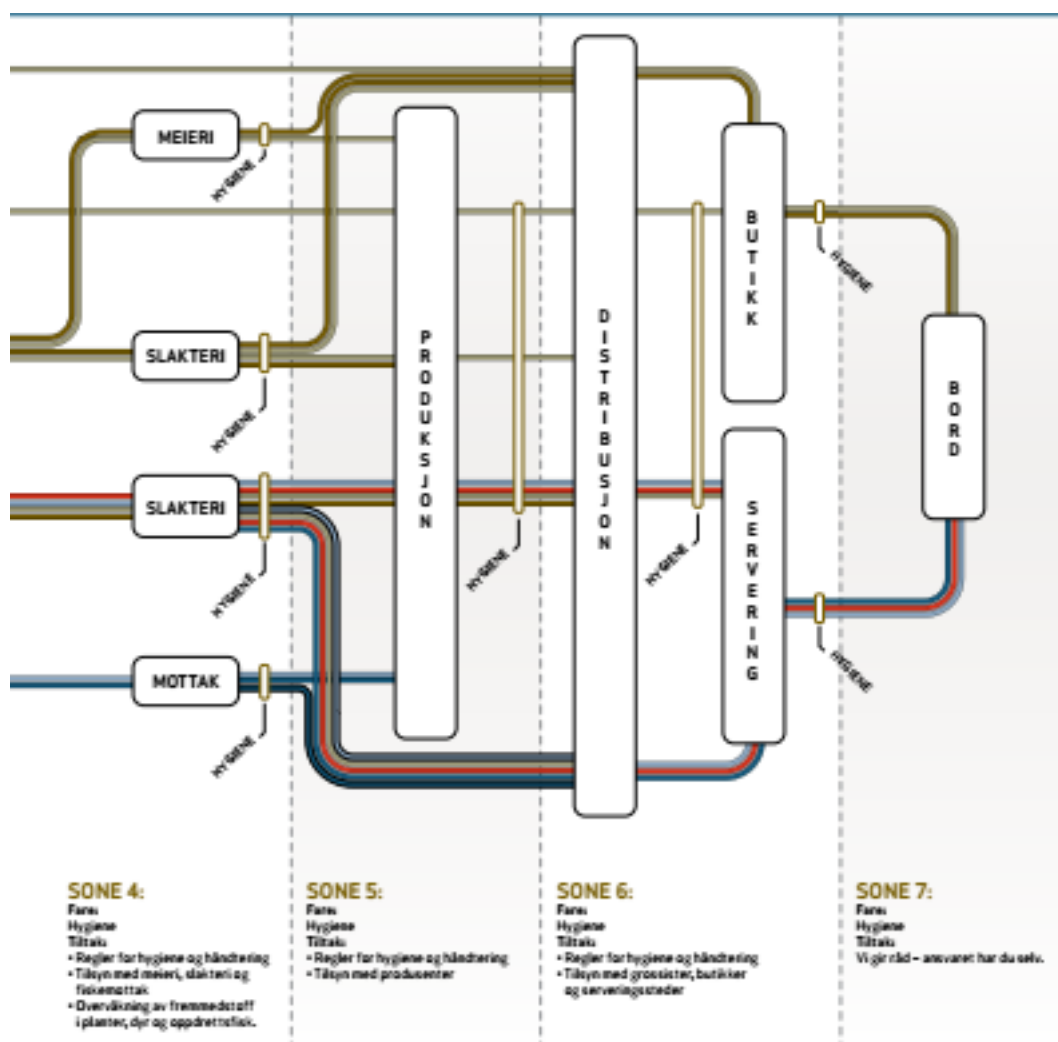 MEIERI
HYGIENE
SLAKTERI
HYGIENE
SLAKTERI
HYGIENE
MOTTAK
HYGIENE
PRODUKSJON
HYGIENE
DISTRIBUSJON
HYGIENE
BUTIKK
HYGIENE
SERVERING
HYGIENE
BORD
SONE 4:
Fare:
Hygiene
Tiltak:
• Regler for hygiene og håndtering
• Tilsyn med meieri, slakteri og
fiskemottak
• Overvåkning av fremmedstoff
i planter, dyr og oppdrettsfisk.
SONE 5:
Fare:
Hygiene
Tiltak:
• Regler for hygiene og håndtering
• Tilsyn med produsenter
SONE 6:
Fare:
Hygiene
Tiltak:
• Regler for hygiene og håndtering
• Tilsyn med grossister, butikker
og serveringssteder
SONE 7:
Fare:
Hygiene
Tiltak:
Vi gir råd – ansvaret har du selv.